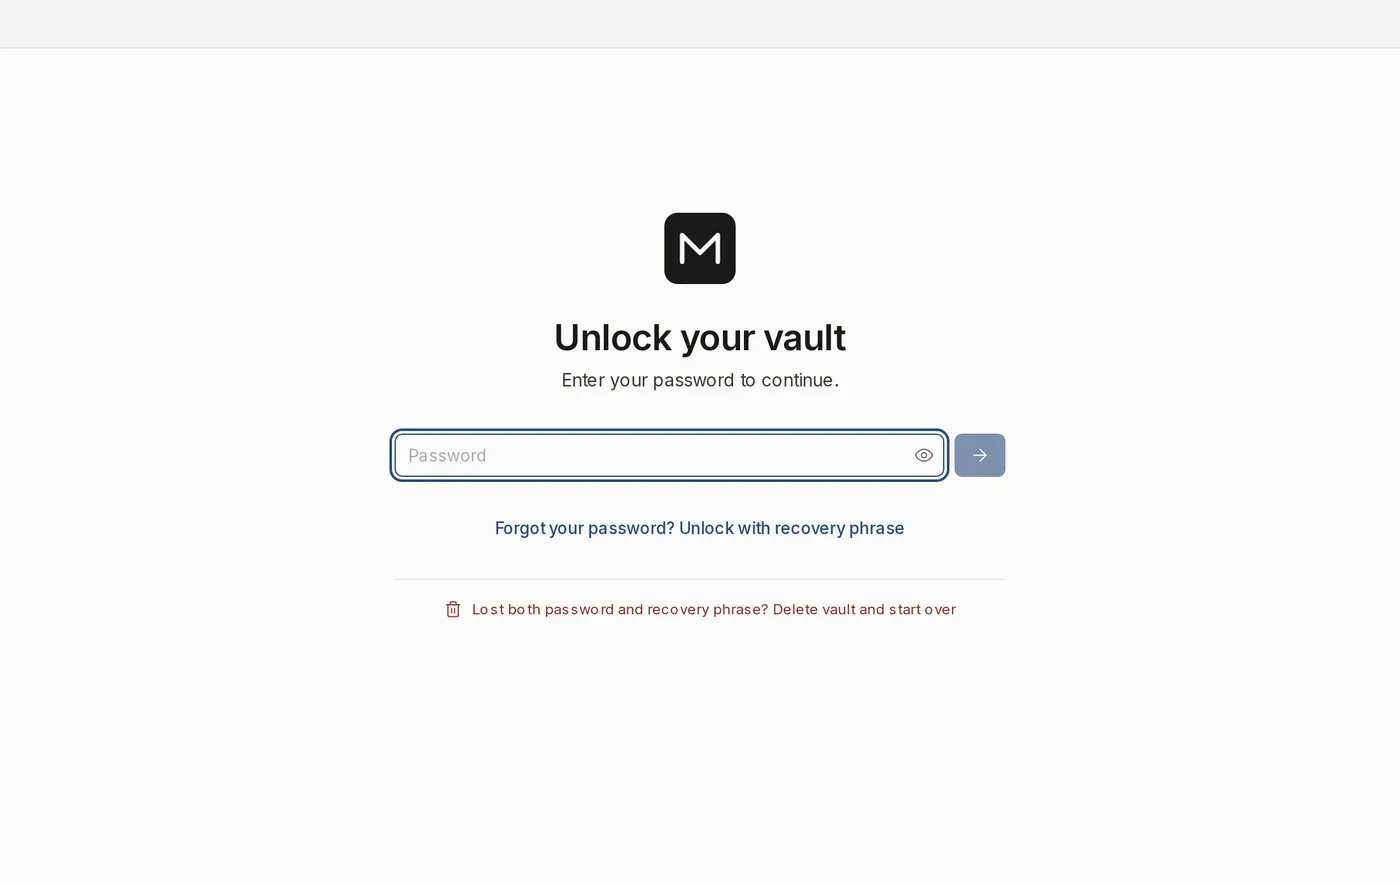 M
Unlock your vault
Enter your password to continue.
Password
Forgot your password? Unlock with recovery phrase
Lost both password and recovery phrase? Delete vault and start over